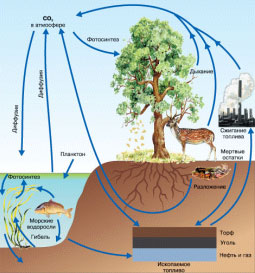 CO₂
в атмосфере
Фотосинтез
Дыхание
Диффузия
Диффузия
Сжигание
топлива
Мертвые
остатки
Планктон
Фотосинтез
Разложение
Морские
водоросли
Гибель
Торф
Уголь
Нефть и газ
Ископаемое
топливо